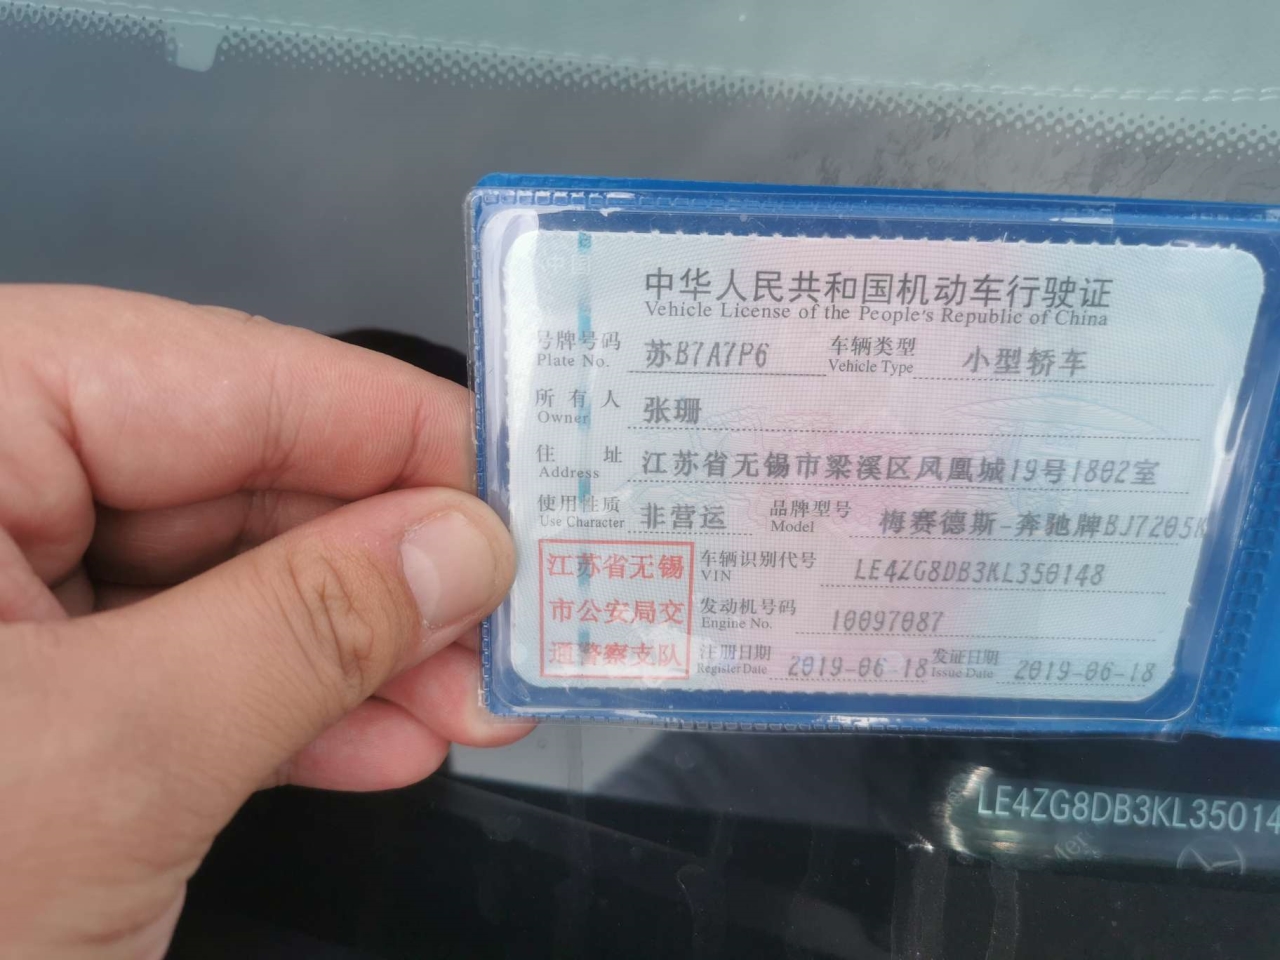 中华人民共和国机动车行驶证
Vehicle License of the People's Republic of China
号牌号码 苏B7A7P6 车辆类型 小型轿车
Plate No. Vehicle Type
所有人 张珊
Owner
住址 江苏省无锡市梁溪区凤凰城19号1802室
Address
使用性质 非营运 品牌型号 梅赛德斯-奔驰牌BJ7205K
Use Character Model
江苏省无锡
市公安局交
通警察支队
车辆识别代号 LE4ZG8DB3KL350148
VIN
发动机号码 10097087
Engine No.
注册日期 2019-06-18 发证日期 2019-06-18
Register Date Issue Date
LE4ZG8DB3KL35014